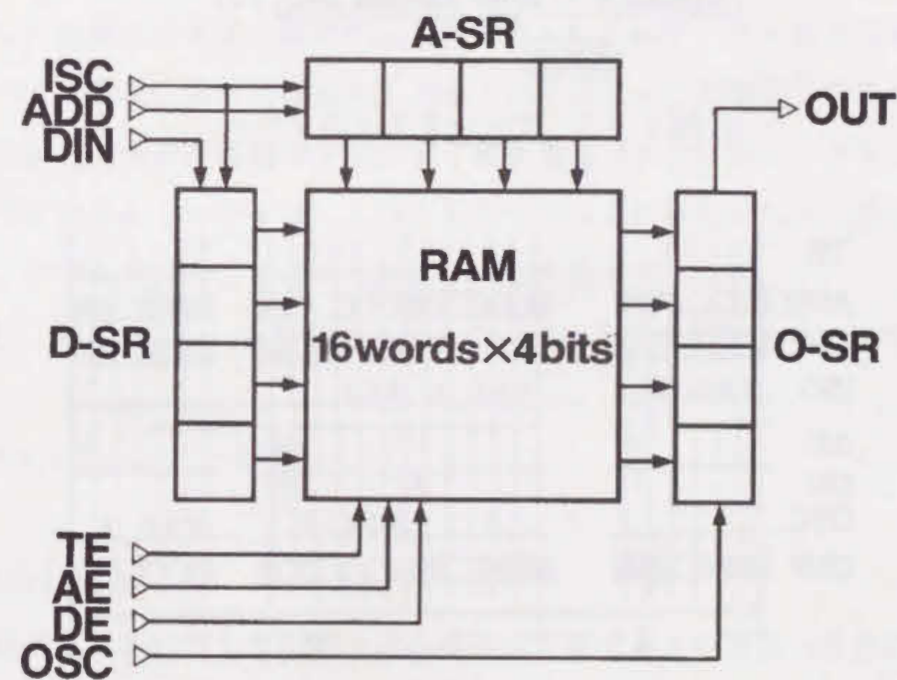 A-SR
ISC
ADD
DIN
OUT
RAM
16words×4bits
D-SR
O-SR
TE
AE
DE
OSC